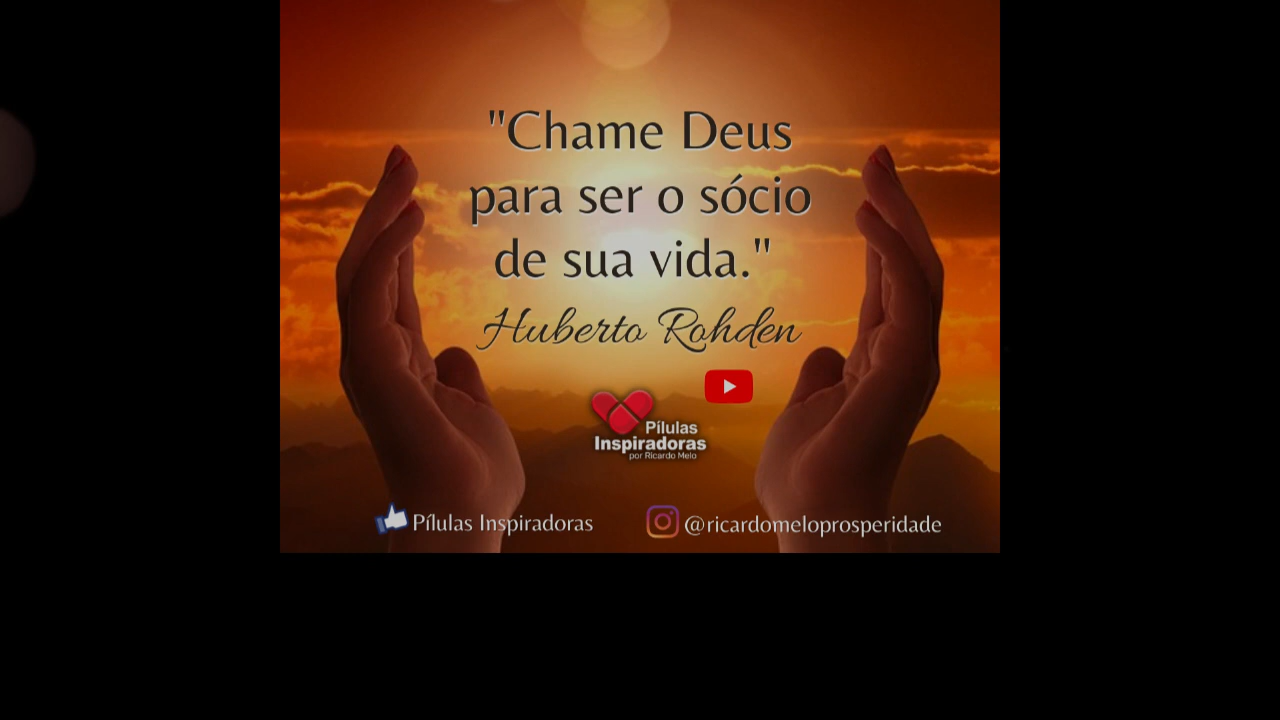 "Chame Deus
para ser o sócio
de sua vida."
Huberto Rohden
Pílulas
Inspiradoras
por Ricardo Melo
Pílulas Inspiradoras
@ricardomeloprosperidade